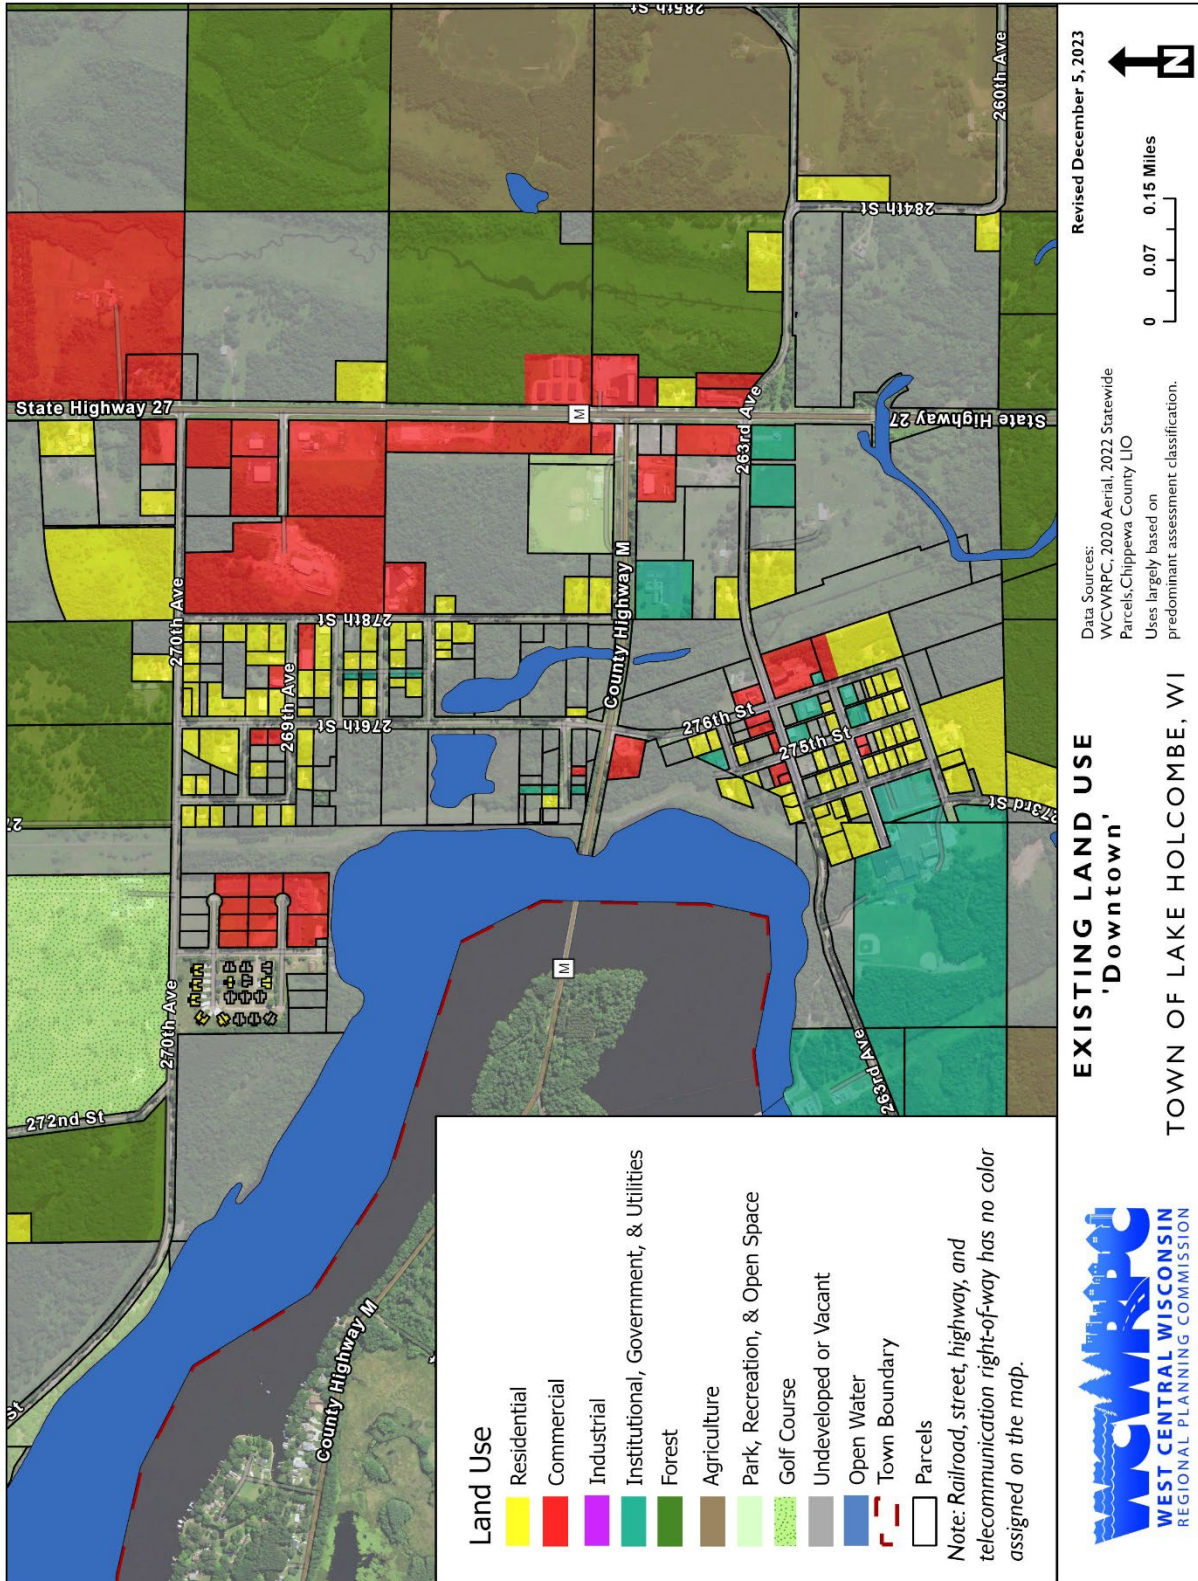 285th St
260th Ave
284th St
State Highway 27
M
263rd Ave
State Highway 27
270th Ave
278th St
County Highway M
269th Ave
276th St
276th St
275th St
273rd St
27
270th Ave
M
263rd Ave
272nd St
St
County Highway M
Land Use
Residential
Commercial
Industrial
Institutional, Government, & Utilities
Forest
Agriculture
Park, Recreation, & Open Space
Golf Course
Undeveloped or Vacant
Open Water
Town Boundary
Parcels
Note: Railroad, street, highway, and
telecommunication right-of-way has no color
assigned on the map.
WCWRPC
WEST CENTRAL WISCONSIN
REGIONAL PLANNING COMMISSION
EXISTING LAND USE
'Downtown'
TOWN OF LAKE HOLCOMBE, WI
Data Sources:
WCWRPC, 2020 Aerial, 2022 Statewide
Parcels,Chippewa County LIO
Uses largely based on
predominant assessment classification.
Revised December 5, 2023
0 0.07 0.15 Miles
N